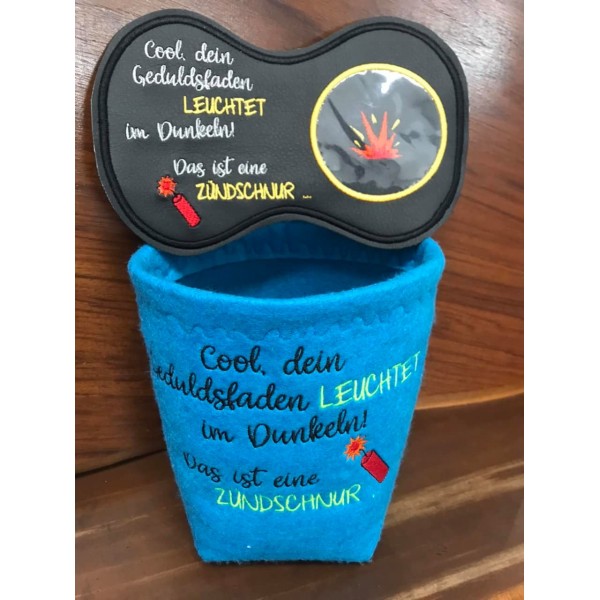 Cool, dein
Geduldsfaden
LEUCHTET
im Dunkeln!
Das ist eine
ZÜNDSCHNUR ...
Cool, dein
Geduldsfaden LEUCHTET
im Dunkeln!
Das ist eine
ZÜNDSCHNUR